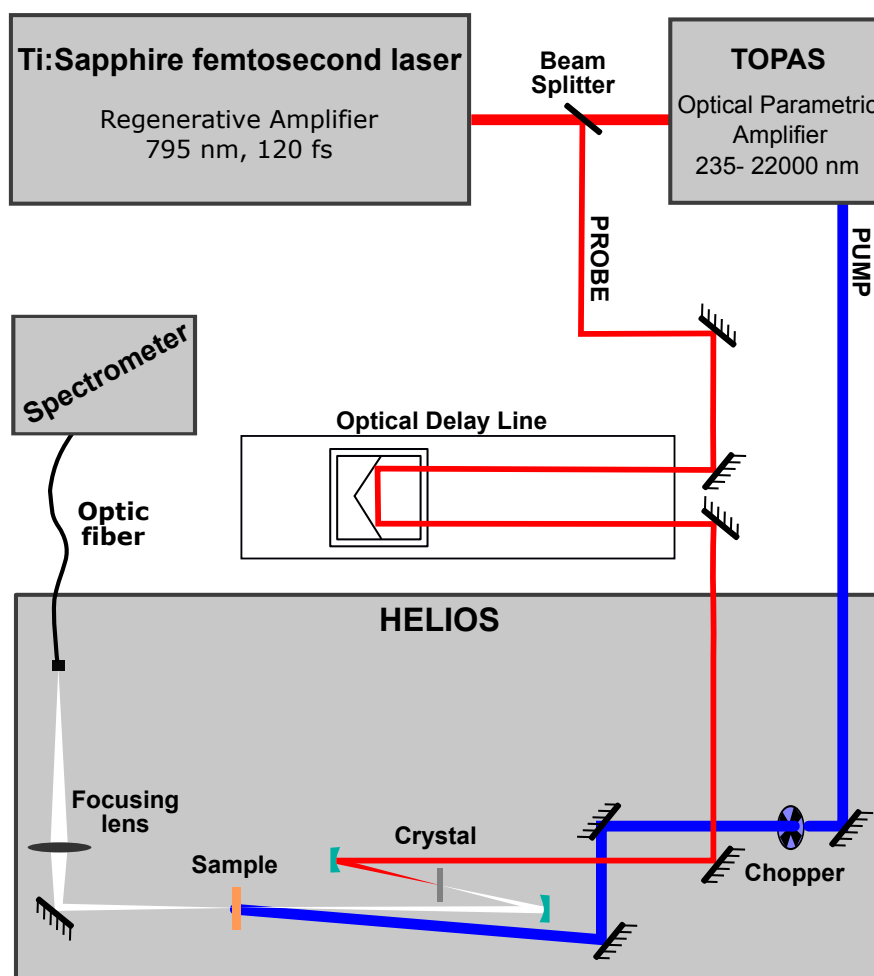 Ti:Sapphire femtosecond laser
Regenerative Amplifier
795 nm, 120 fs
Beam
Splitter
TOPAS
Optical Parametric
Amplifier
235- 22000 nm
PROBE
PUMP
Spectrometer
Optical Delay Line
Optic
fiber
HELIOS
Focusing
lens
Sample
Crystal
Chopper